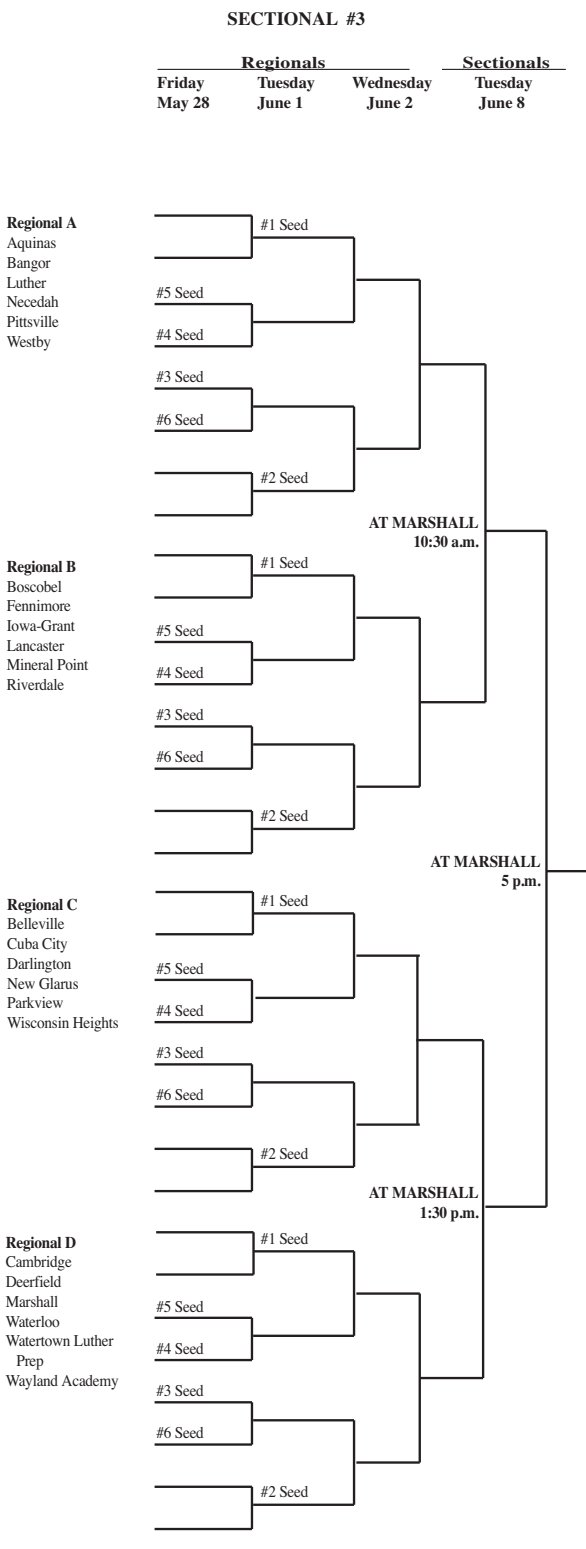 SECTIONAL #3
Regionals
Sectionals
Friday
May 28
Tuesday
June 1
Wednesday
June 2
Tuesday
June 8
Regional A
Aquinas
Bangor
Luther
Necedah
Pittsville
Westby
#1 Seed
#5 Seed
#4 Seed
#3 Seed
#6 Seed
#2 Seed
AT MARSHALL
10:30 a.m.
Regional B
Boscobel
Fennimore
Iowa-Grant
Lancaster
Mineral Point
Riverdale
#1 Seed
#5 Seed
#4 Seed
#3 Seed
#6 Seed
#2 Seed
AT MARSHALL
5 p.m.
Regional C
Belleville
Cuba City
Darlington
New Glarus
Parkview
Wisconsin Heights
#1 Seed
#5 Seed
#4 Seed
#3 Seed
#6 Seed
#2 Seed
AT MARSHALL
1:30 p.m.
Regional D
Cambridge
Deerfield
Marshall
Waterloo
Watertown Luther
Prep
Wayland Academy
#1 Seed
#5 Seed
#4 Seed
#3 Seed
#6 Seed
#2 Seed